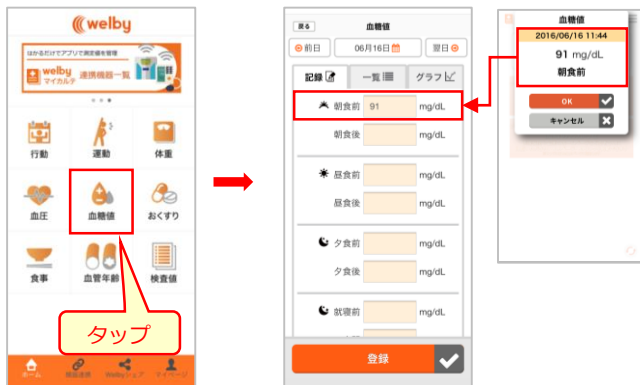 welby
はかるだけでアプリで測定値を管理
welby
マイカルテ
連携機器一覧
行動
運動
体重
血圧
血糖値
おくすり
食事
血管年齢
検査値
タップ
ホーム
機器連携
Welbyシェア
マイページ
戻る
血糖値
前日
06月16日
翌日
記録
一覧
グラフ
朝食前 91 mg/dL
朝食後 mg/dL
昼食前 mg/dL
昼食後 mg/dL
夕食前 mg/dL
夕食後 mg/dL
就寝前 mg/dL
登録
血糖値
2016/06/16 11:44
91 mg/dL
朝食前
OK
キャンセル